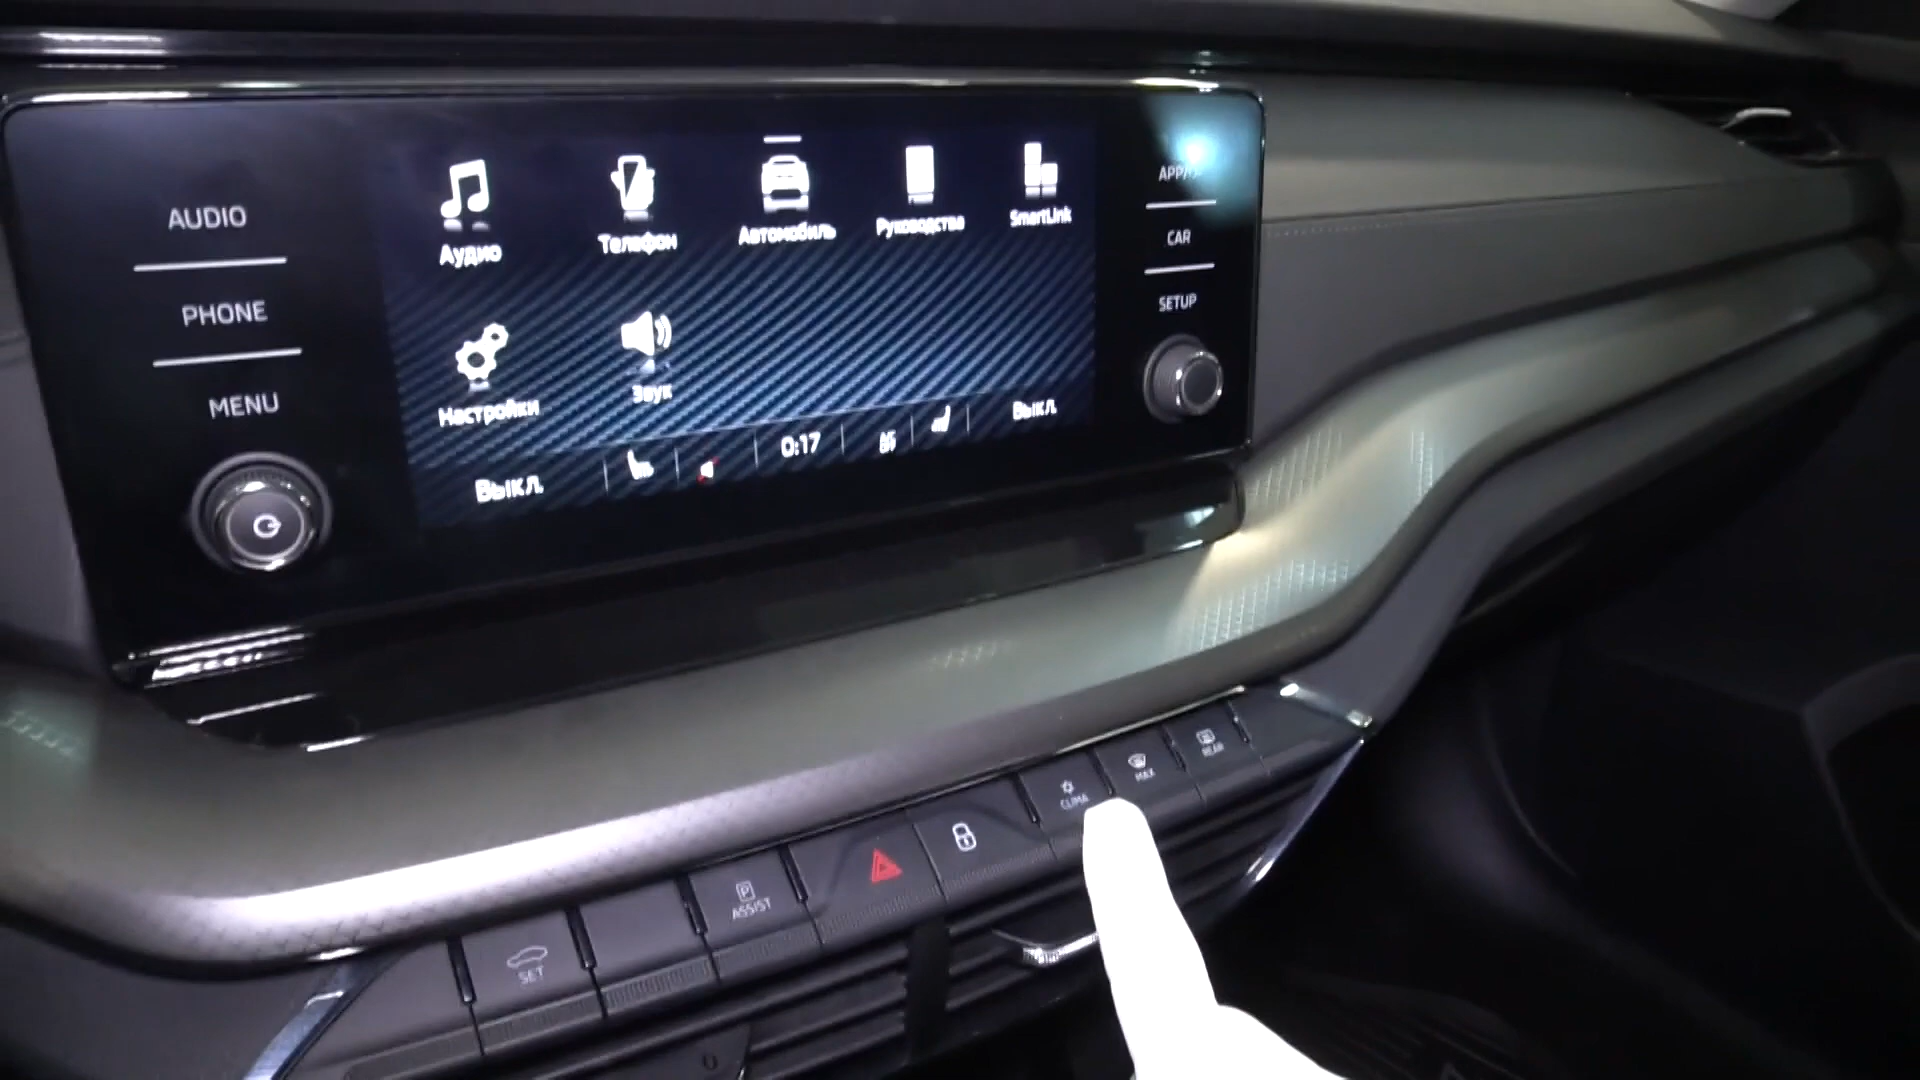 AUDIO
PHONE
MENU
Аудио
Телефон
Автомобиль
Руководства
SmartLink
Настройки
Звук
Выкл.
0:17
Выкл.
CAR
SETUP
SET
P
ASSIST
CLIMA
MAX
REAR